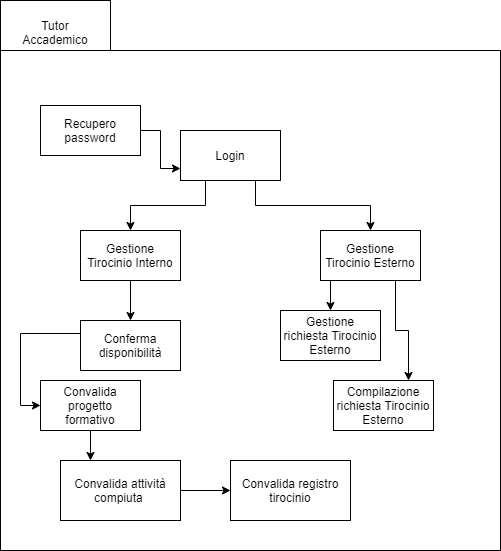 Tutor
Accademico
Recupero
password
Login
Gestione
Tirocinio Interno
Gestione
Tirocinio Esterno
Conferma
disponibilità
Gestione
richiesta Tirocinio
Esterno
Convalida
progetto
formativo
Compilazione
richiesta Tirocinio
Esterno
Convalida attività
compiuta
Convalida registro
tirocinio